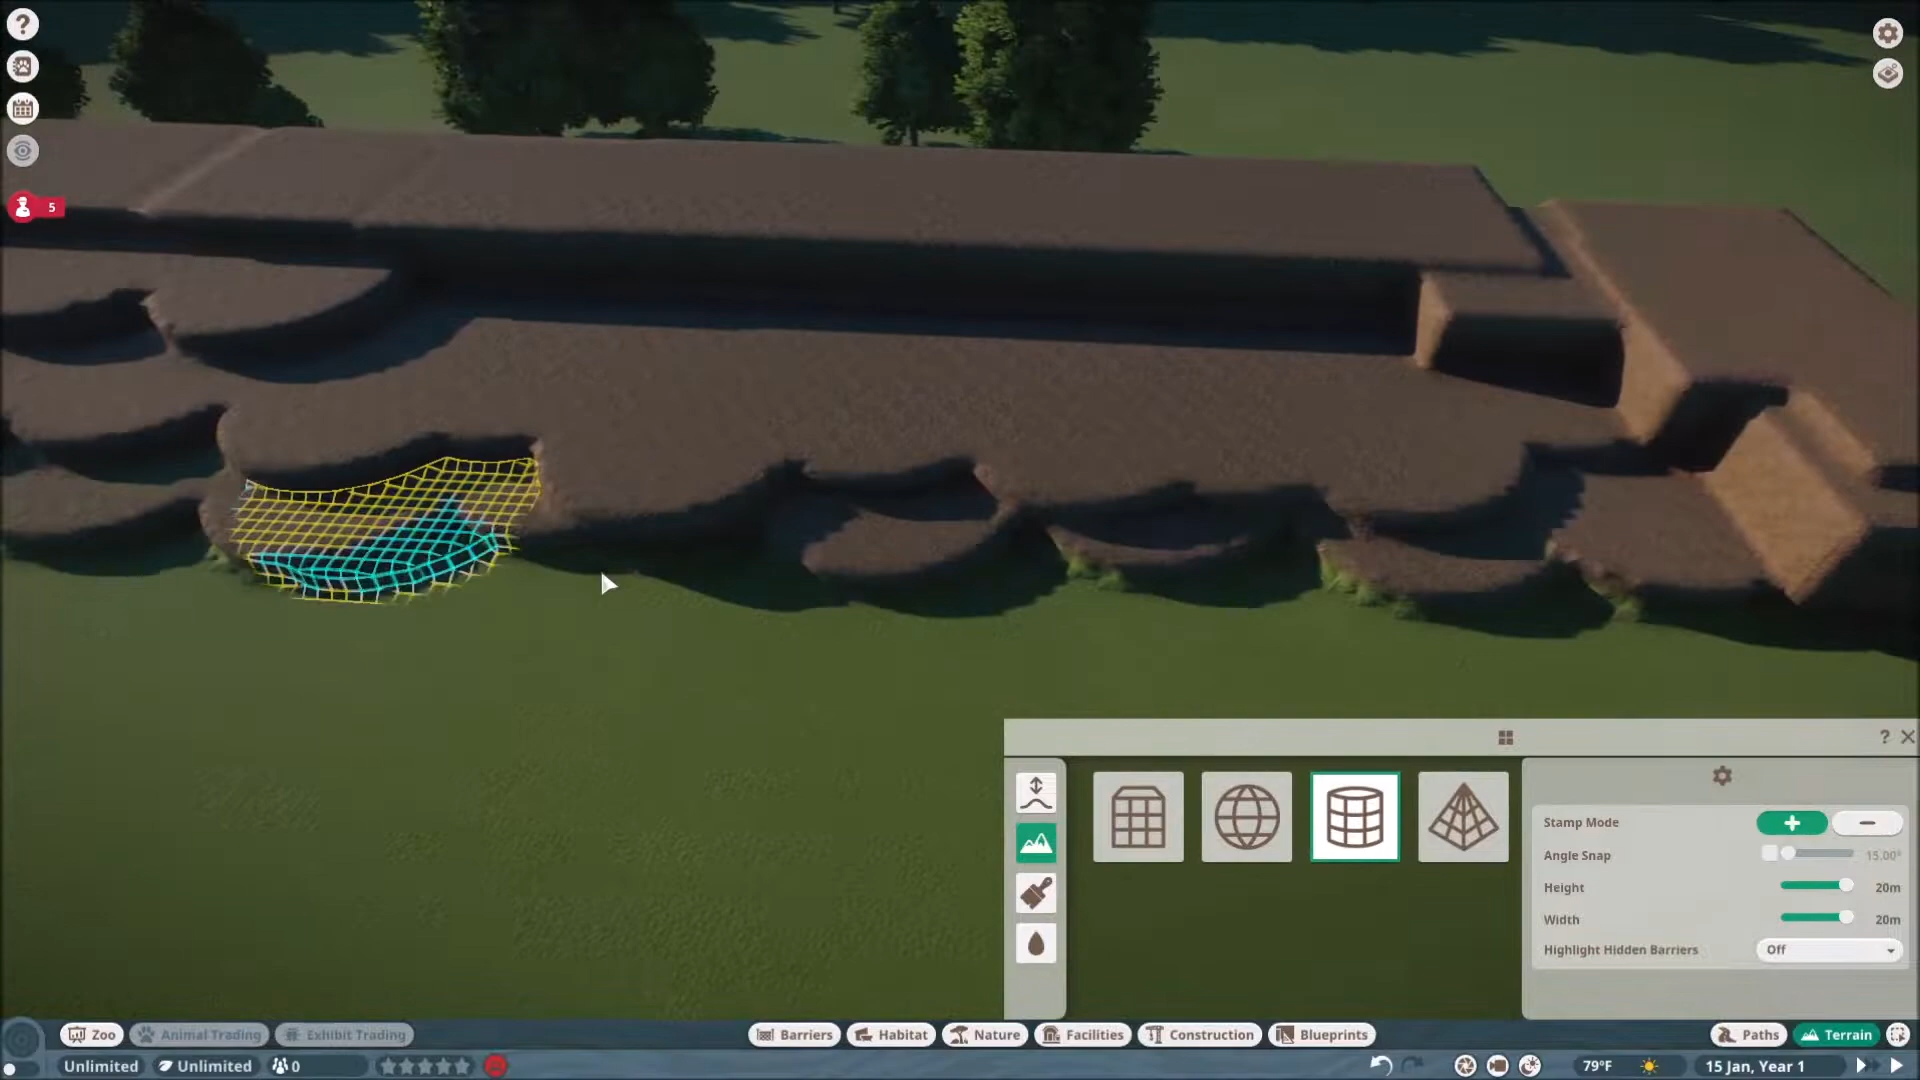 ?
5
?
Stamp Mode
Angle Snap 15.00°
Height 20m
Width 20m
Highlight Hidden Barriers Off
Zoo Animal Trading Exhibit Trading Barriers Habitat Nature Facilities Construction Blueprints Paths Terrain
Unlimited Unlimited 0 79°F 15 Jan, Year 1